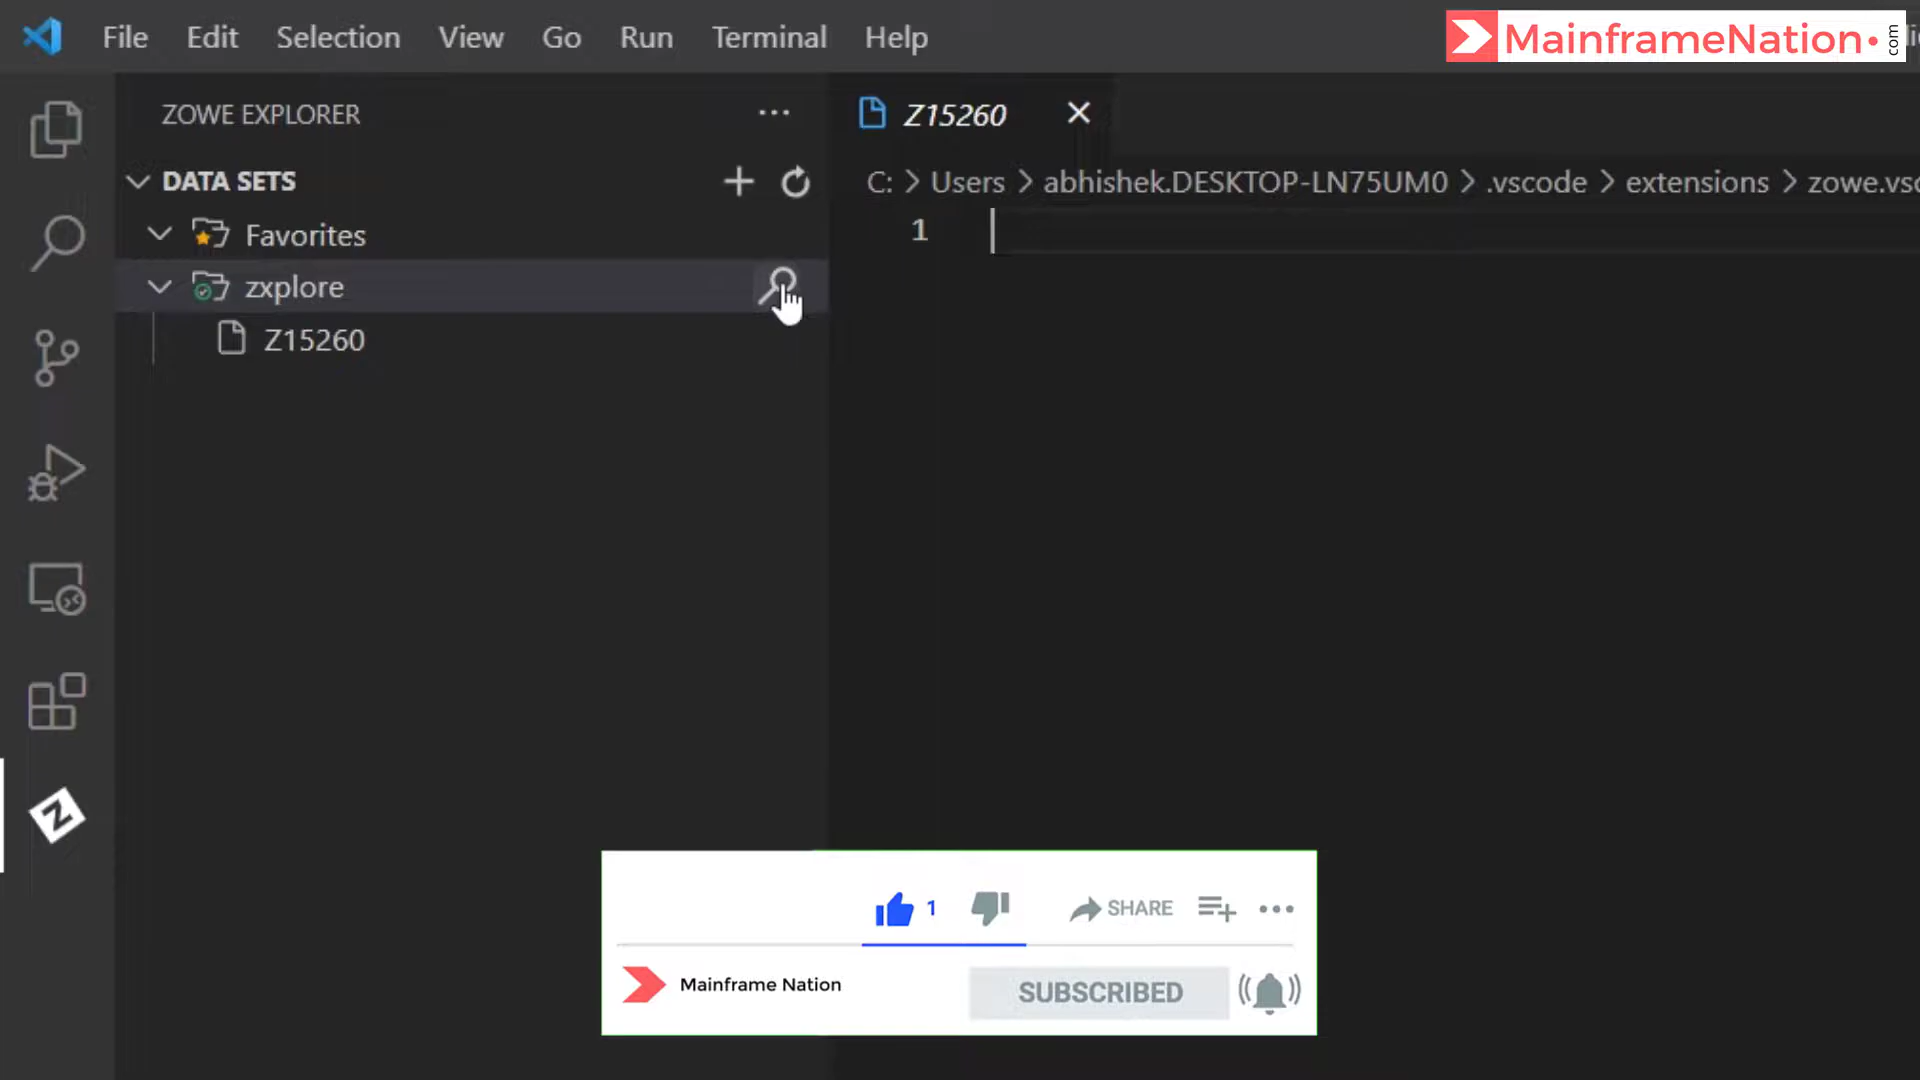 File Edit Selection View Go Run Terminal Help
MainframeNation.com
ZOWE EXPLORER ...
Z15260
DATA SETS
C: > Users > abhishek.DESKTOP-LN75UM0 > .vscode > extensions > zowe.vsc
Favorites
1
zxplore
Z15260
1 SHARE
Mainframe Nation
SUBSCRIBED